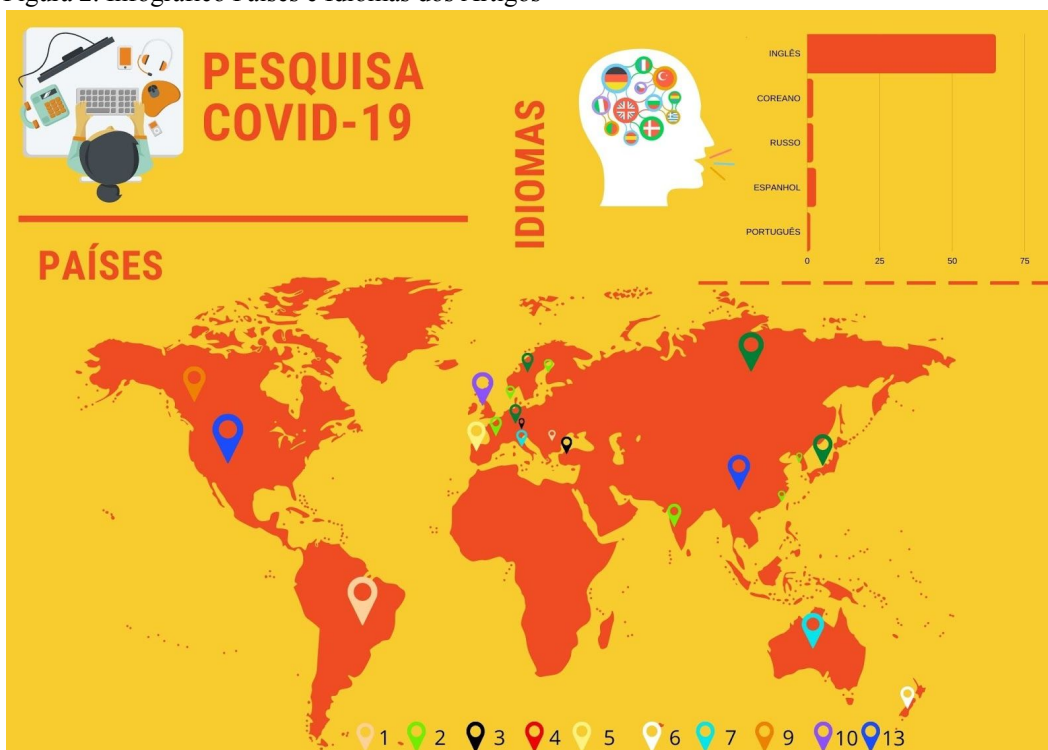 Figura 2: Infográfico Países e Idiomas dos Artigos
PESQUISA
COVID-19
IDIOMAS
INGLÊS
COREANO
RUSSO
ESPANHOL
PORTUGUÊS
0 25 50 75
PAÍSES
1 2 3 4 5 6 7 9 10 13